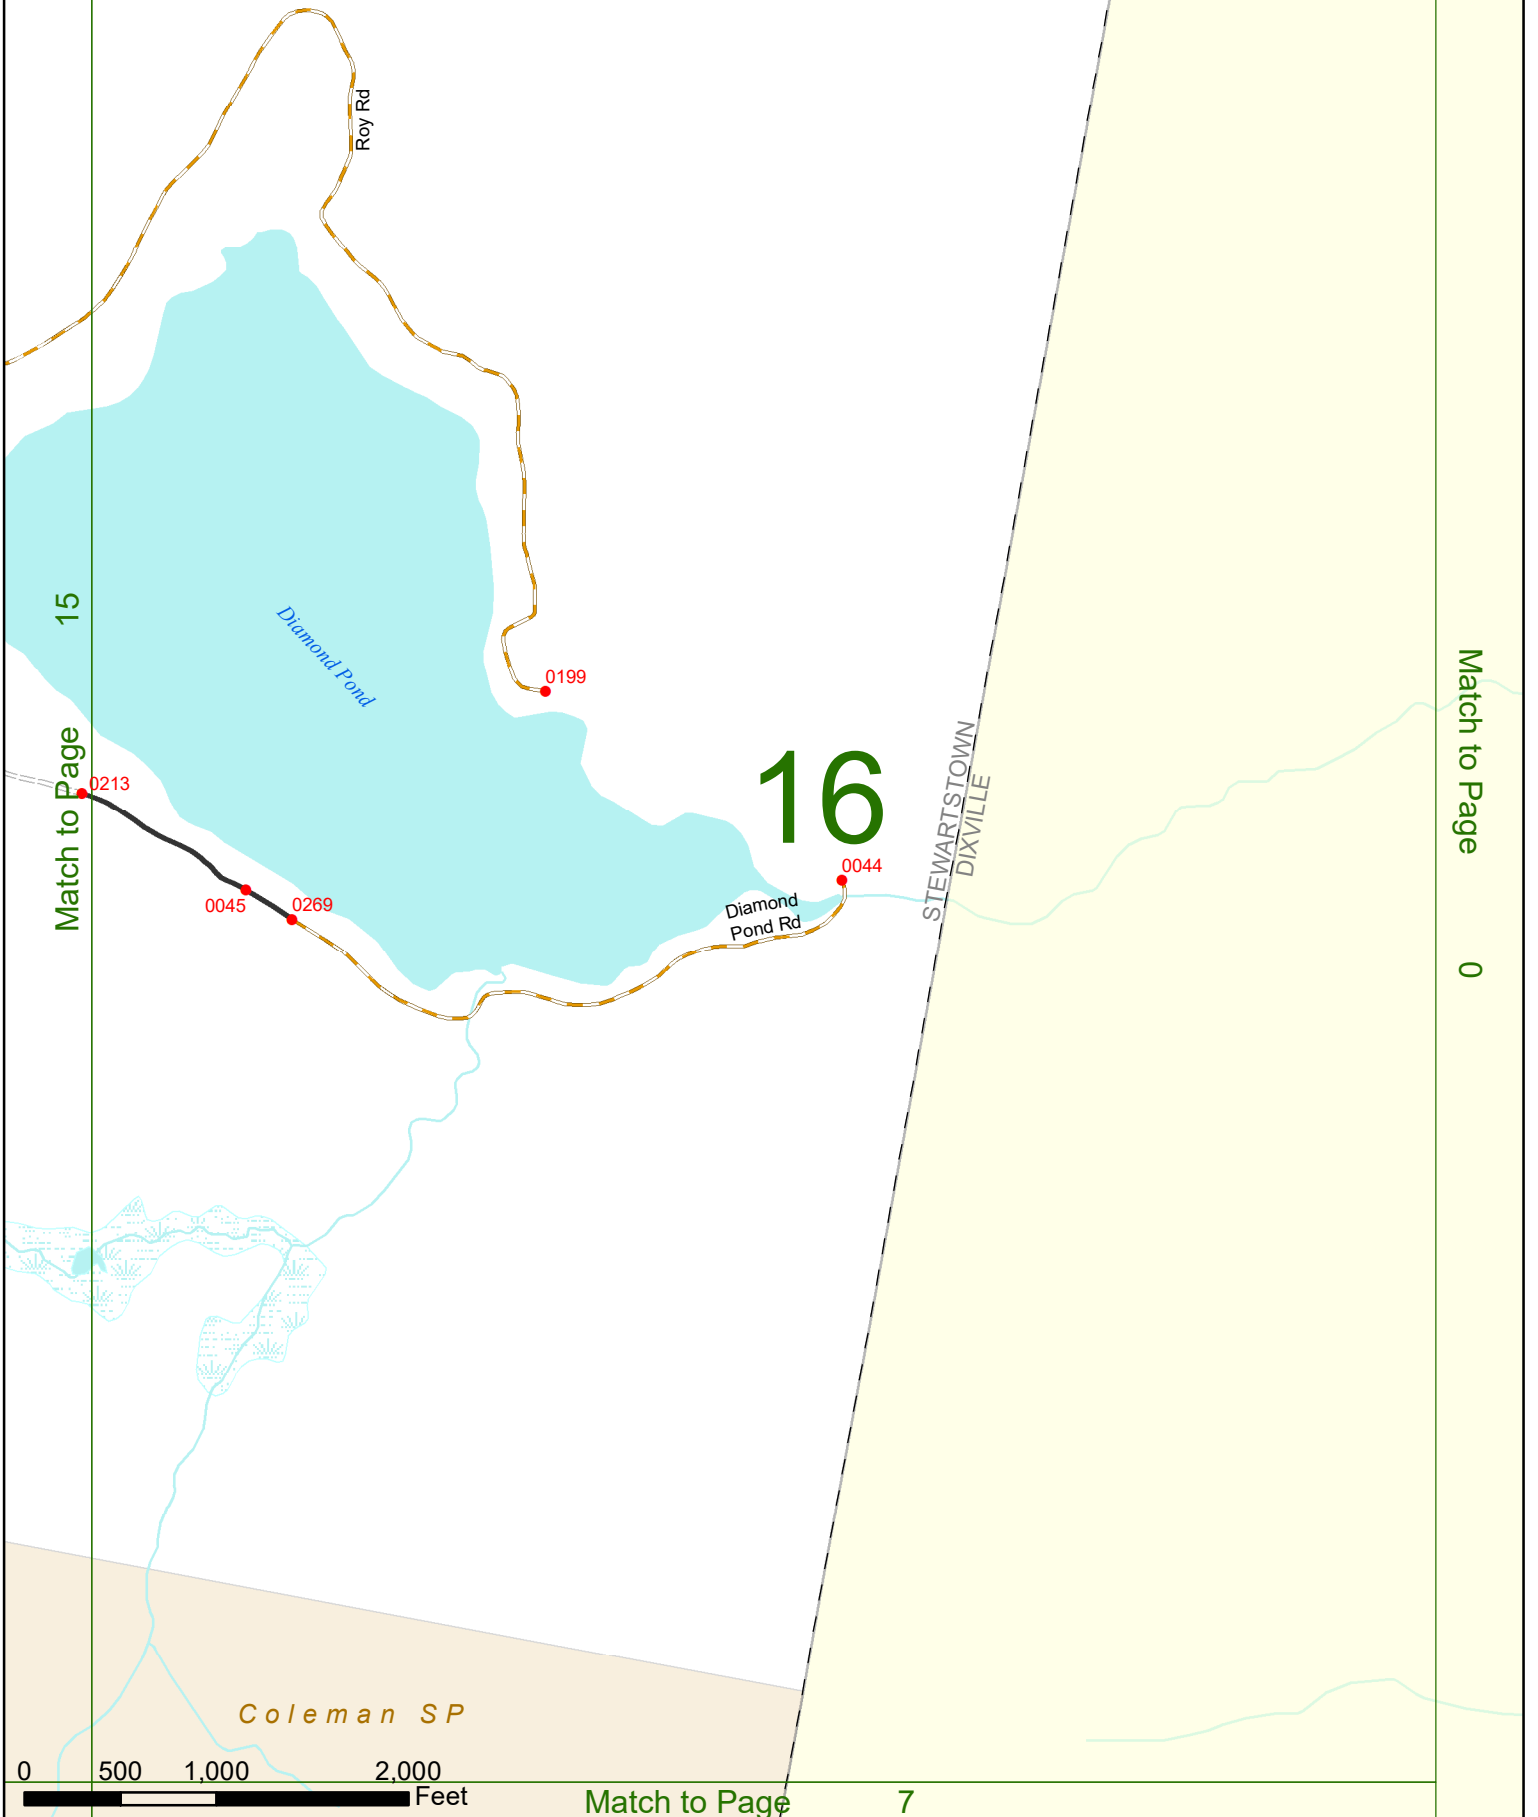 Roy Rd
15
Match to Page
Diamond Pond
0199
16
0213
0045
0269
0044
Diamond
Pond Rd
STEWARTSTOWN
DIXVILLE
Match to Page
0
Coleman SP
0 500 1,000 2,000
Feet
Match to Page 7